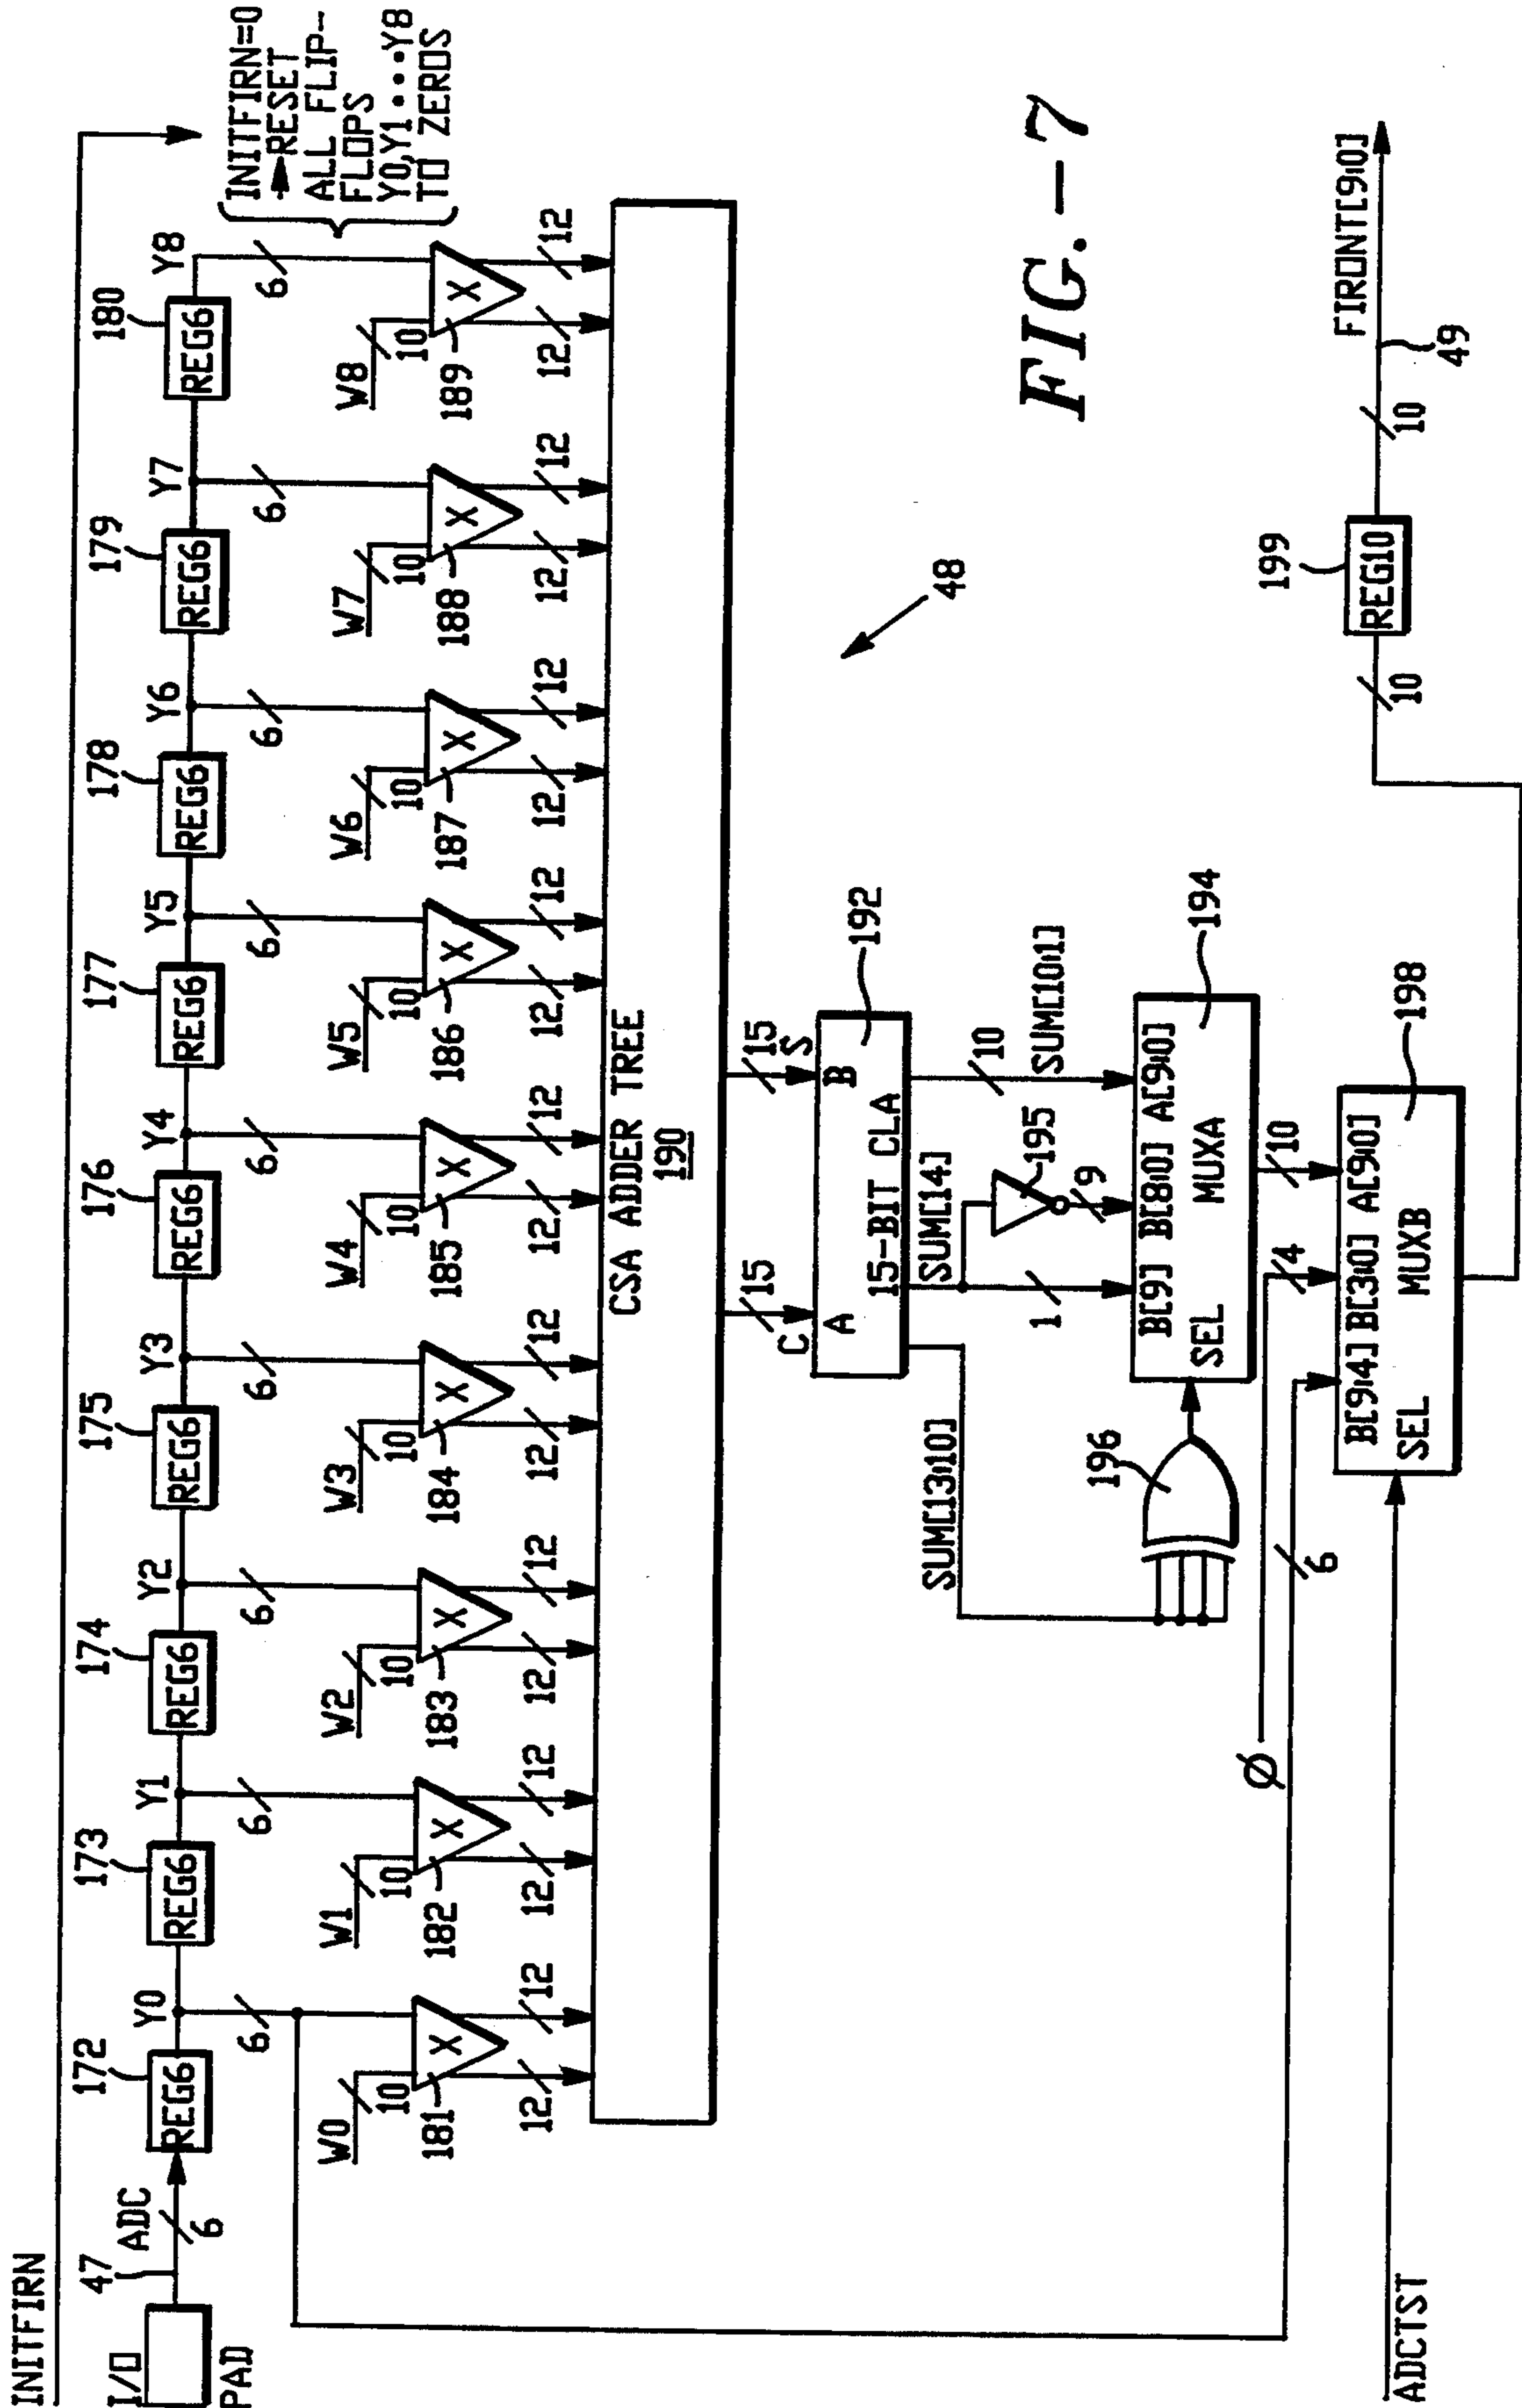 INITFIRN
INITFIRN=0
RESET
ALL FLIP-
FLOPS
Y0,Y1•••Y8
TO ZEROS
I/O
PAD
47
ADC
6
172
REG6
Y0
173
REG6
Y1
174
REG6
Y2
175
REG6
Y3
176
REG6
Y4
177
REG6
Y5
178
REG6
Y6
179
REG6
Y7
180
REG6
Y8
6
6
6
6
6
6
6
6
6
W0
10
X
181
12
12
W1
10
X
182
12
12
W2
10
X
183
12
12
W3
10
X
184
12
12
W4
10
X
185
12
12
W5
10
X
186
12
12
W6
10
X
187
12
12
W7
10
X
188
12
12
W8
10
X
189
12
12
CSA ADDER TREE
190
48
C
15
15
S
A
B
15-BIT CLA
192
SUM[13:10]
SUM[14]
195
10
SUM[10:1]
1
9
B[9] B[8:0] A[9:0]
SEL
MUXA
194
196
Ø
4
10
6
B[9:4] B[3:0] A[9:0]
SEL
MUXB
198
ADCTST
10
199
REG10
10
49
FIRONT[9:0]
FIG.-7